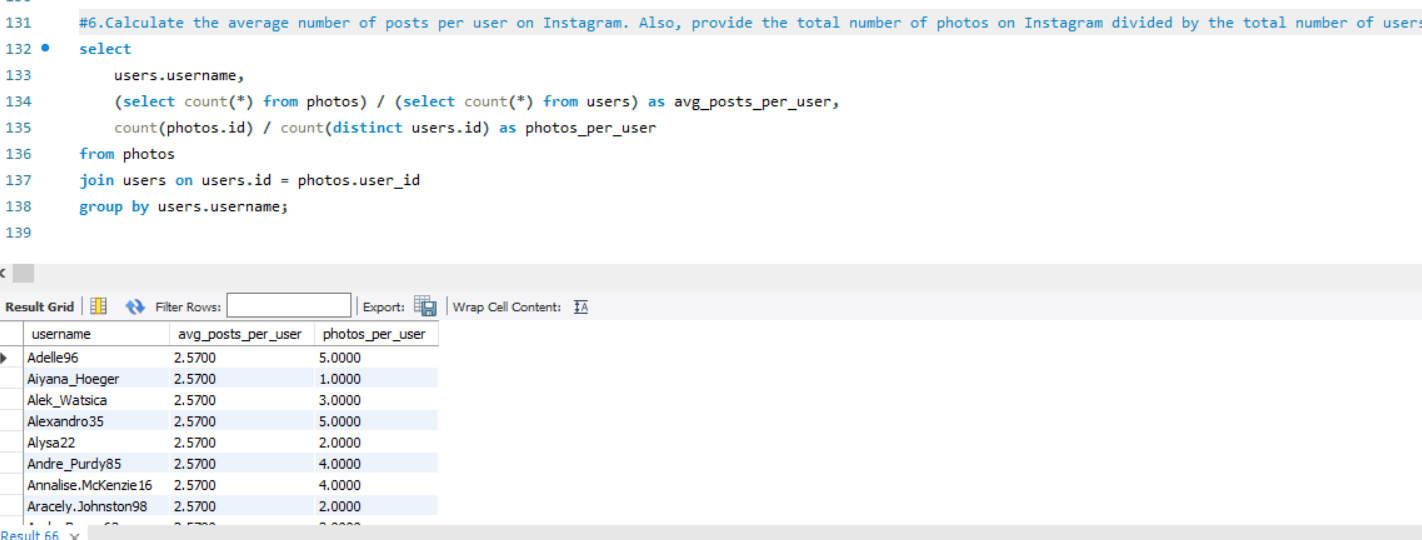 131 #6.Calculate the average number of posts per user on Instagram. Also, provide the total number of photos on Instagram divided by the total number of users
132 select
133 users.username,
134 (select count(*) from photos) / (select count(*) from users) as avg_posts_per_user,
135 count(photos.id) / count(distinct users.id) as photos_per_user
136 from photos
137 join users on users.id = photos.user_id
138 group by users.username;
139
Result Grid Filter Rows: Export: Wrap Cell Content: IA
username avg_posts_per_user photos_per_user
Adelle96 2.5700 5.0000
Aiyana_Hoeger 2.5700 1.0000
Alek_Watsica 2.5700 3.0000
Alexandro35 2.5700 5.0000
Alysa22 2.5700 2.0000
Andre_Purdy85 2.5700 4.0000
Annalise.McKenzie16 2.5700 4.0000
Aracely.Johnston98 2.5700 2.0000
Result 66